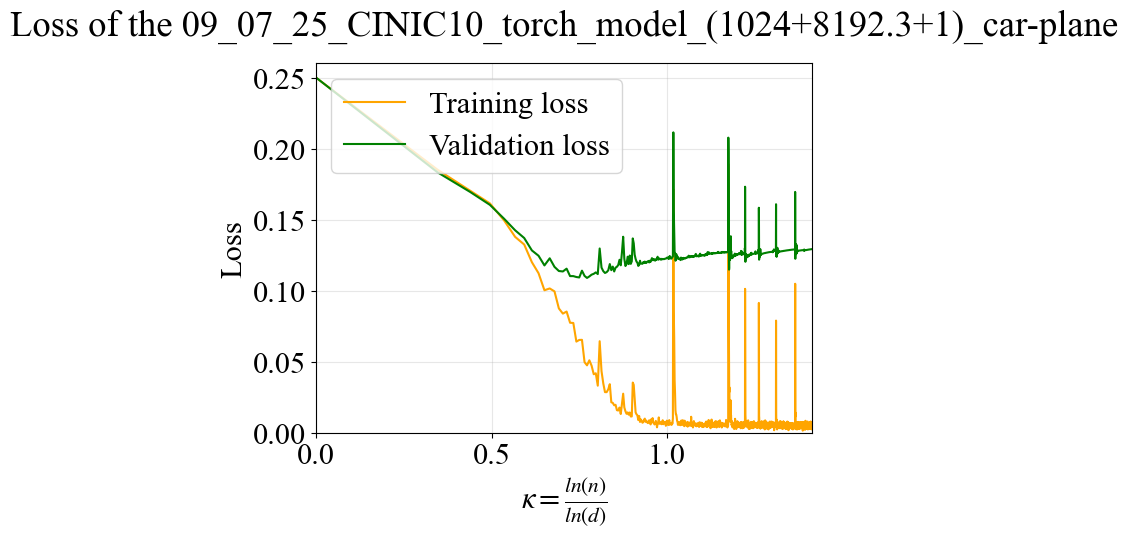 Loss of the 09_07_25_CINIC10_torch_model_(1024+8192.3+1)_car-plane
Training loss
Validation loss
Loss
0.25
0.20
0.15
0.10
0.05
0.00
0.0 0.5 1.0
κ = ln(n)/ln(d)